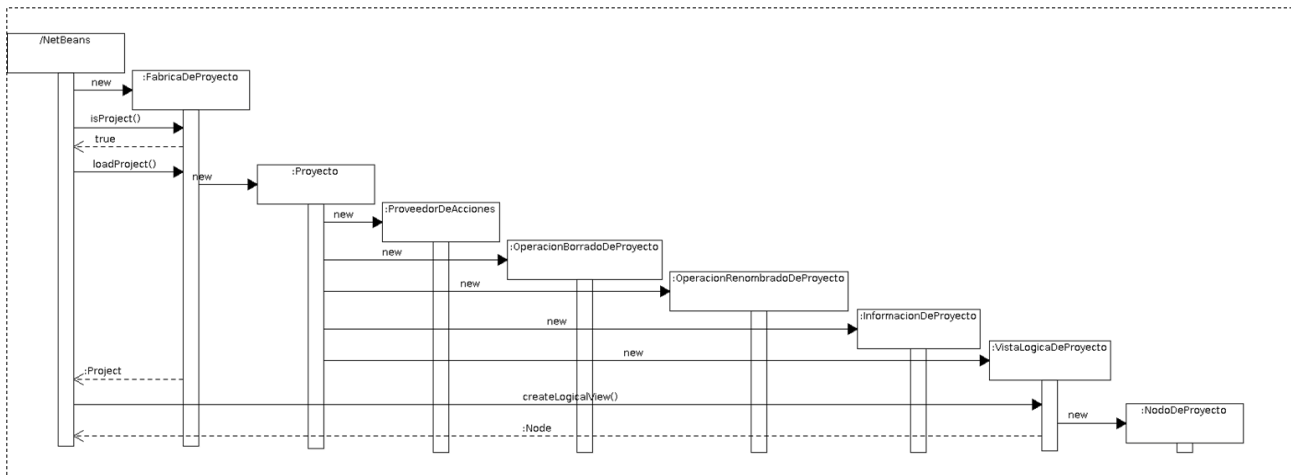 /NetBeans
new
:FabricaDeProyecto
isProject()
true
loadProject()
new
:Proyecto
new
:ProveedorDeAcciones
new
:OperacionBorradoDeProyecto
new
:OperacionRenombradoDeProyecto
new
:InformacionDeProyecto
new
:VistaLogicaDeProyecto
:Project
createLogicalView()
new
:NodoDeProyecto
:Node